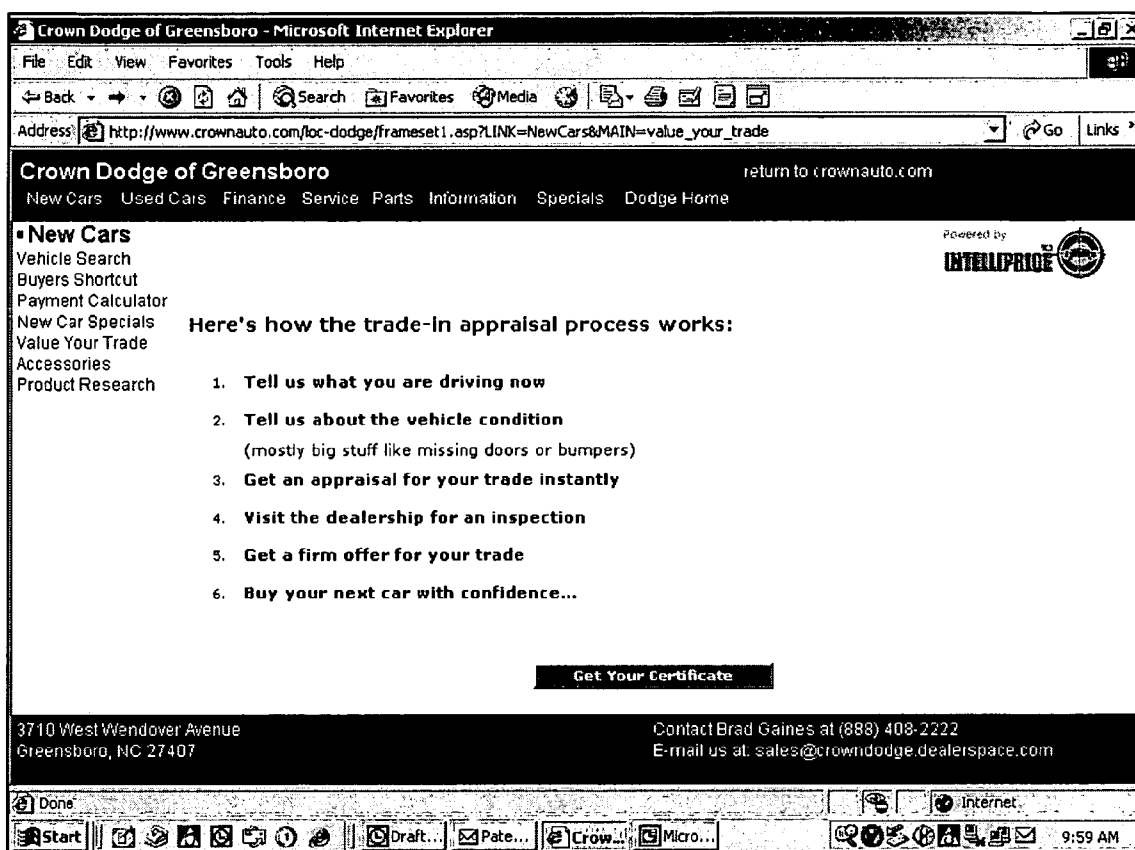 Crown Dodge of Greensboro - Microsoft Internet Explorer
File Edit View Favorites Tools Help
Back Search Favorites Media
Address http://www.crownauto.com/loc-dodge/frameset1.asp?LINK=NewCars&MAIN=value_your_trade Go Links
Crown Dodge of Greensboro return to crownauto.com
New Cars Used Cars Finance Service Parts Information Specials Dodge Home
New Cars
Powered by
INTELLIPRICE
Vehicle Search
Buyers Shortcut
Payment Calculator
New Car Specials
Value Your Trade
Accessories
Product Research
Here's how the trade-in appraisal process works:
1. Tell us what you are driving now
2. Tell us about the vehicle condition
(mostly big stuff like missing doors or bumpers)
3. Get an appraisal for your trade instantly
4. Visit the dealership for an inspection
5. Get a firm offer for your trade
6. Buy your next car with confidence...
Get Your Certificate
3710 West Wendover Avenue Contact Brad Gaines at (888) 408-2222
Greensboro, NC 27407 E-mail us at: sales@crowndodge.dealerspace.com
Done Internet
Start Draft... Pate... Crow... Micro... 9:59 AM